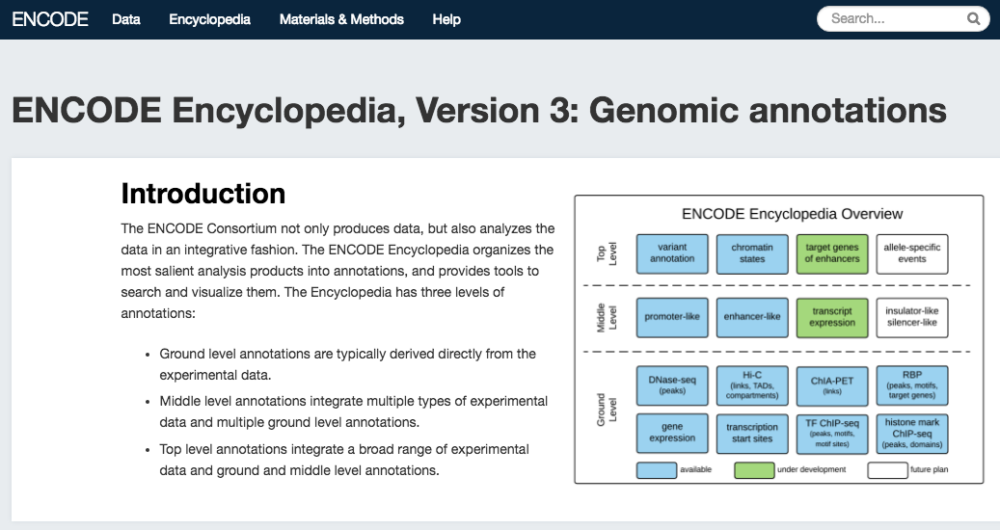 ENCODE Data Encyclopedia Materials & Methods Help Search...
ENCODE Encyclopedia, Version 3: Genomic annotations
Introduction
The ENCODE Consortium not only produces data, but also analyzes the
data in an integrative fashion. The ENCODE Encyclopedia organizes the
most salient analysis products into annotations, and provides tools to
search and visualize them. The Encyclopedia has three levels of
annotations:
• Ground level annotations are typically derived directly from the
experimental data.
• Middle level annotations integrate multiple types of experimental
data and multiple ground level annotations.
• Top level annotations integrate a broad range of experimental
data and ground and middle level annotations.
ENCODE Encyclopedia Overview
Top
Level
variant
annotation
chromatin
states
target genes
of enhancers
allele-specific
events
Middle
Level
promoter-like
enhancer-like
transcript
expression
insulator-like
silencer-like
Ground
Level
DNase-seq
(peaks)
Hi-C
(links, TADs,
compartments)
ChIA-PET
(links)
RBP
(peaks, motifs,
target genes)
gene
expression
transcription
start sites
TF ChIP-seq
(peaks, motifs,
motif sites)
histone mark
ChIP-seq
(peaks, domains)
available
under development
future plan